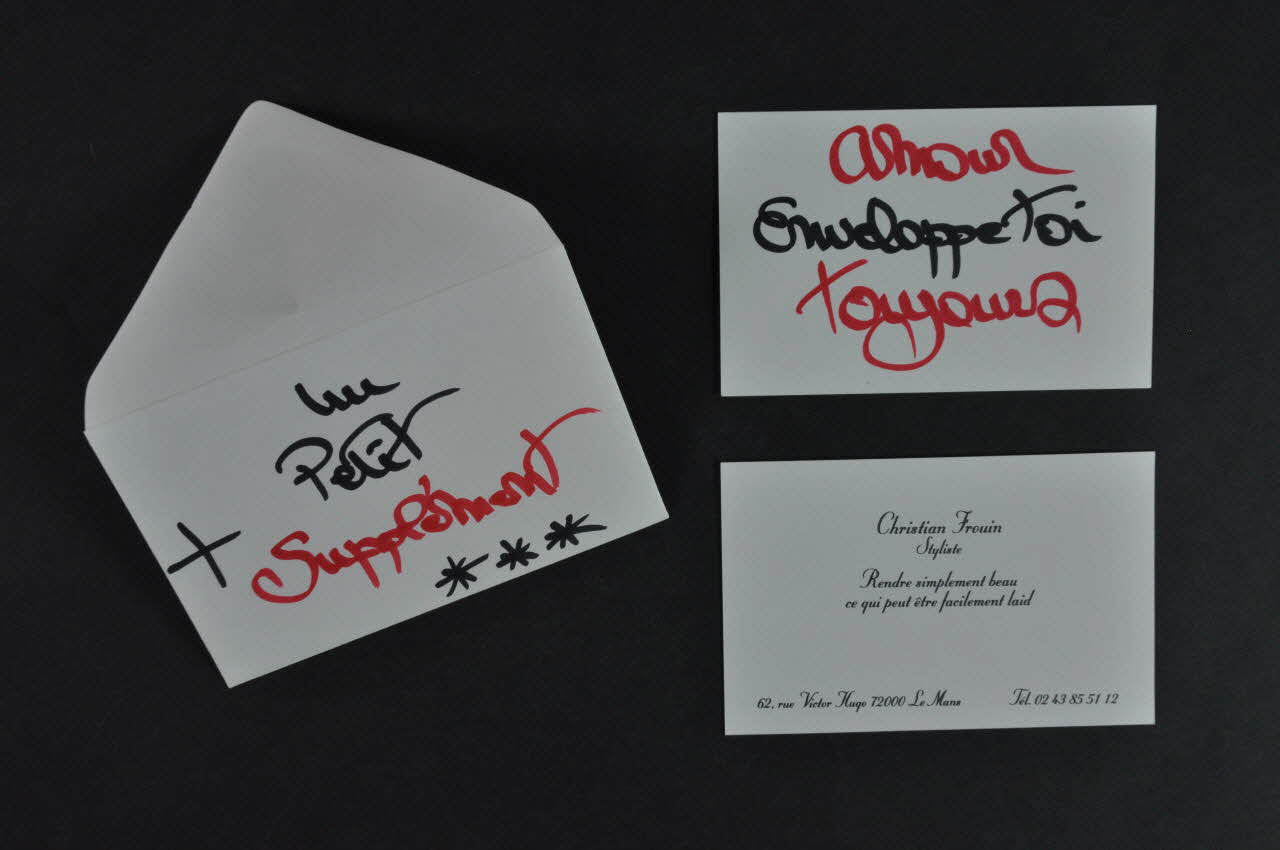 un
Petit
+ Supplément
***
Amour
enveloppe toi
toujours
Christian Frouin
Styliste
Rendre simplement beau
ce qui peut être facilement laid
62, rue Victor Hugo 72000 Le Mans
Tél. 02 43 85 51 12